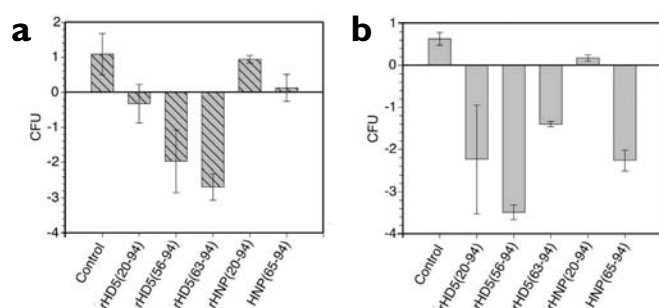 a
2
1
0
-1
-2
-3
-4
CFU
Control
rHD5(20-94)
rHD5(56-94)
rHD5(63-94)
rHNP(20-94)
HNP(65-94)
b
1
0
-1
-2
-3
-4
CFU
Control
rHD5(20-94)
rHD5(56-94)
rHD5(63-94)
rHNP(20-94)
HNP(65-94)